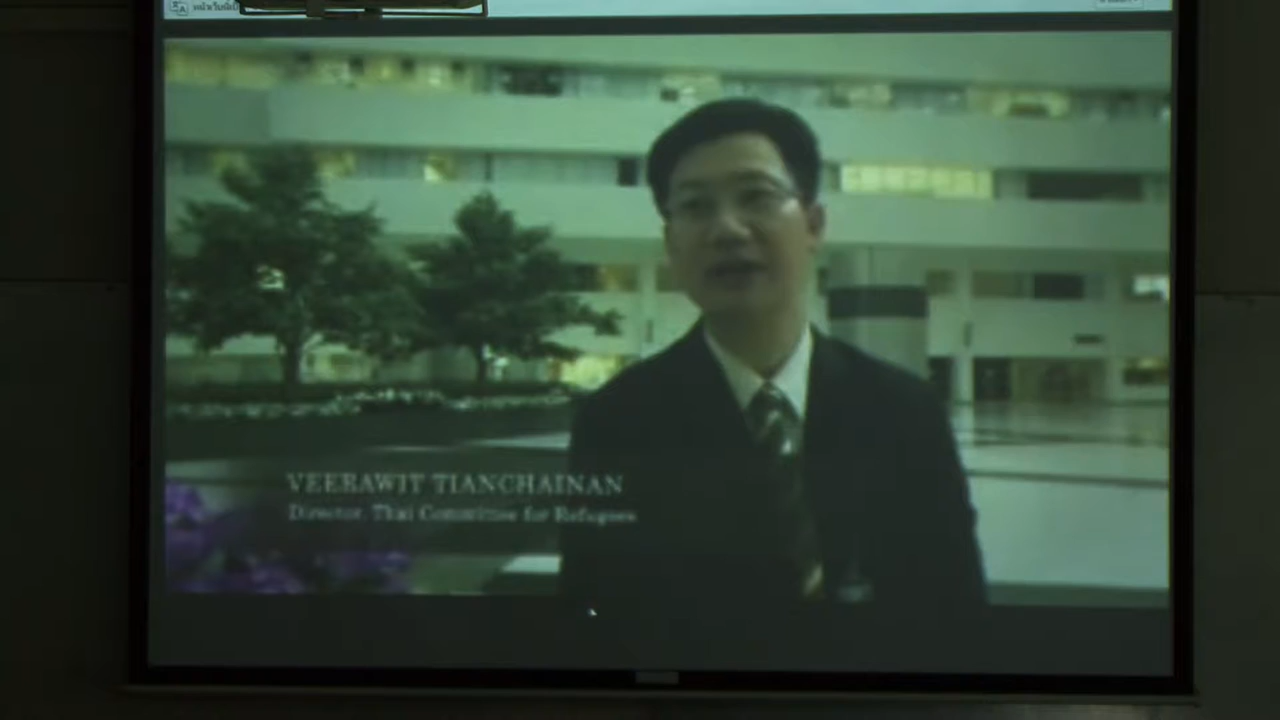 VEERAWIT TIANCHAINAN
Director, Thai Committee for Refugees